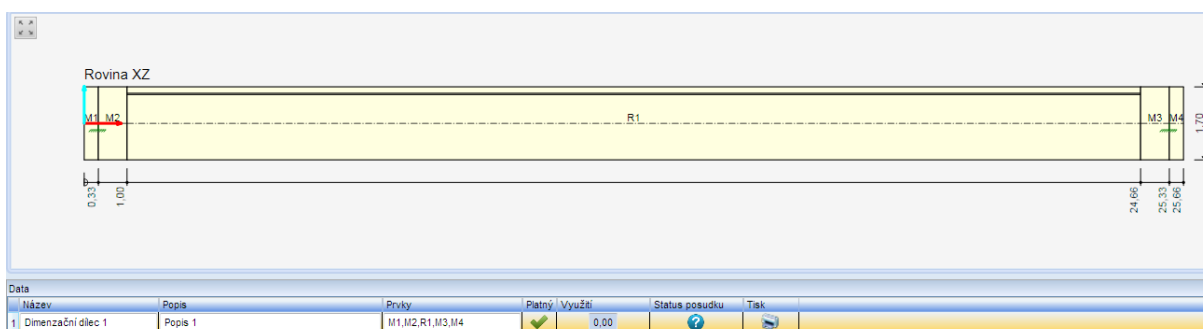 Rovina XZ
M1 M2 R1 M3 M4
1,70
0 0,33 1,00 24,66 25,33 25,66
Data
Název Popis Prvky Platný Využití Status posudku Tisk
1 Dimenzační dílec 1 Popis 1 M1,M2,R1,M3,M4 0,00 ?